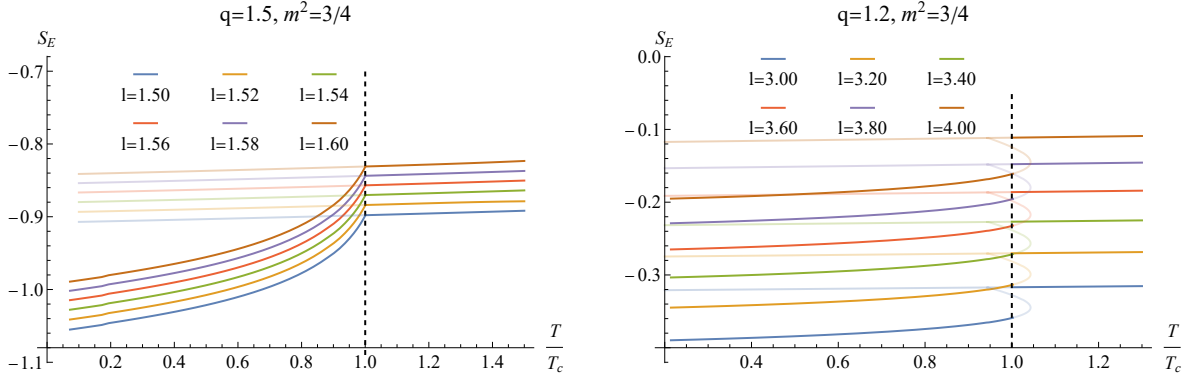 q=1.5, m²=3/4
S_E
l=1.50 l=1.52 l=1.54
l=1.56 l=1.58 l=1.60
-0.7
-0.8
-0.9
-1.0
-1.1
0.2 0.4 0.6 0.8 1.0 1.2 1.4
T
T_c
q=1.2, m²=3/4
S_E
l=3.00 l=3.20 l=3.40
l=3.60 l=3.80 l=4.00
0.0
-0.1
-0.2
-0.3
0.4 0.6 0.8 1.0 1.2
T
T_c